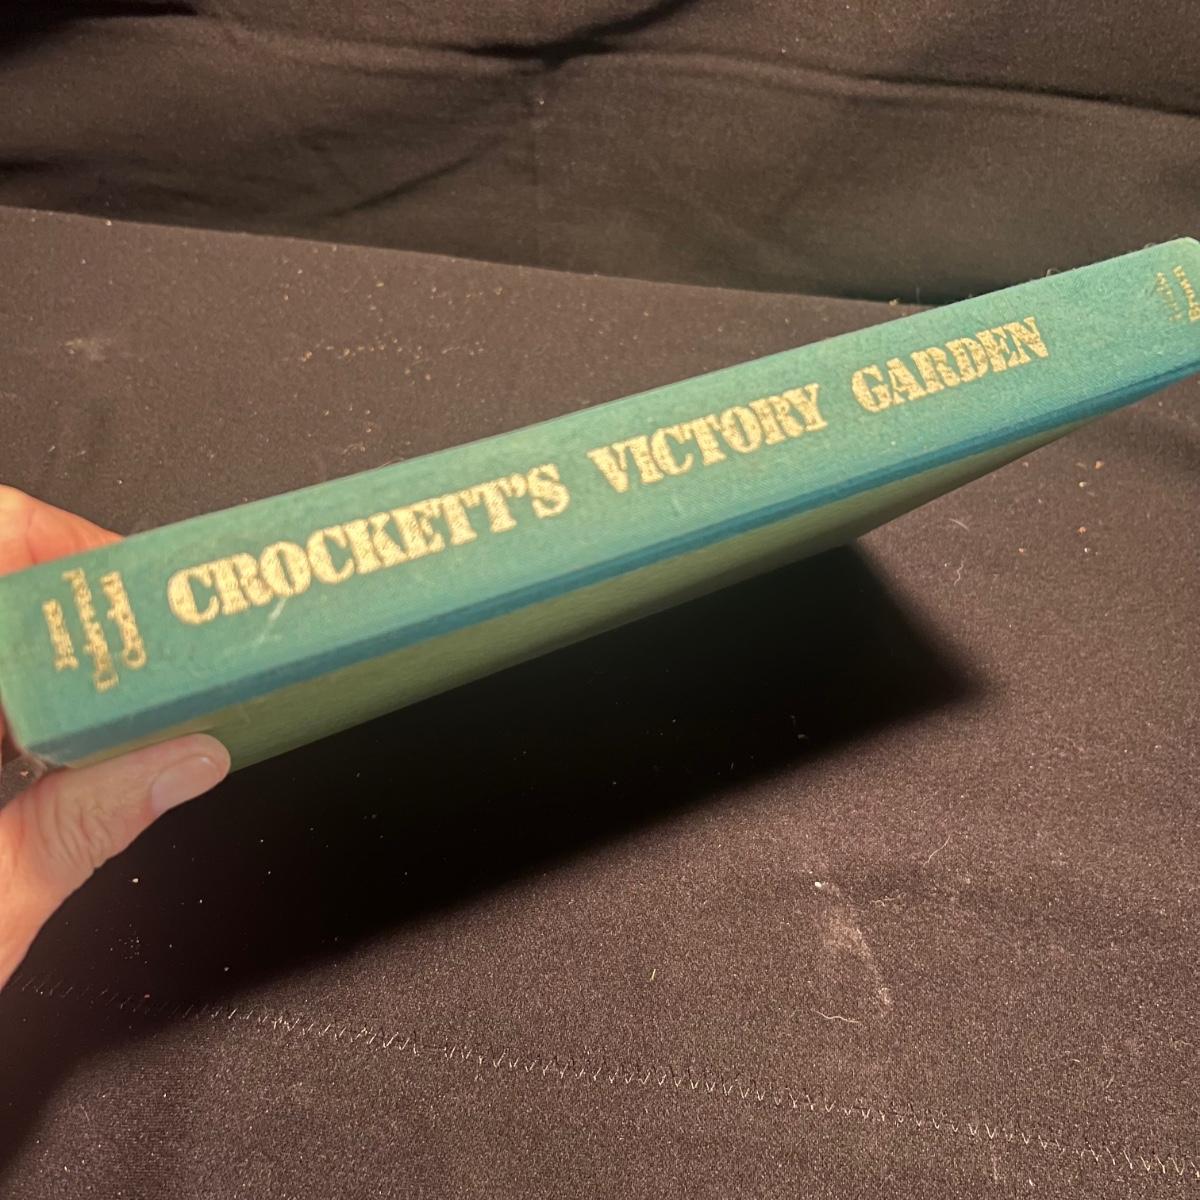 James
Underwood
Crockett
CROCKETT'S VICTORY GARDEN
Little
Brown